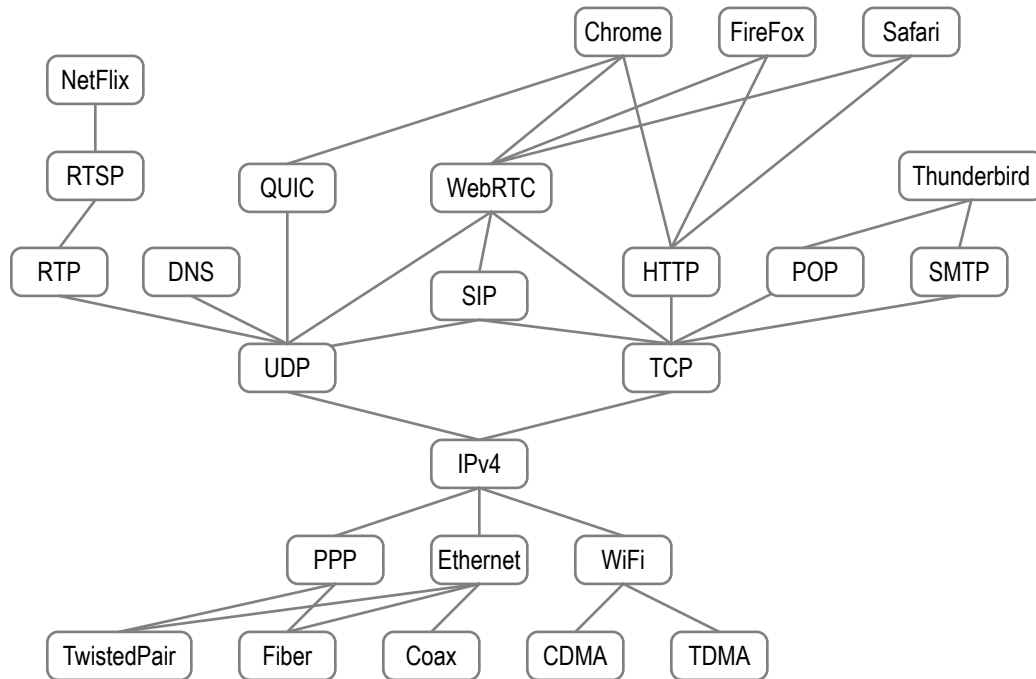 Chrome
FireFox
Safari
NetFlix
RTSP
QUIC
WebRTC
Thunderbird
RTP
DNS
SIP
HTTP
POP
SMTP
UDP
TCP
IPv4
PPP
Ethernet
WiFi
TwistedPair
Fiber
Coax
CDMA
TDMA